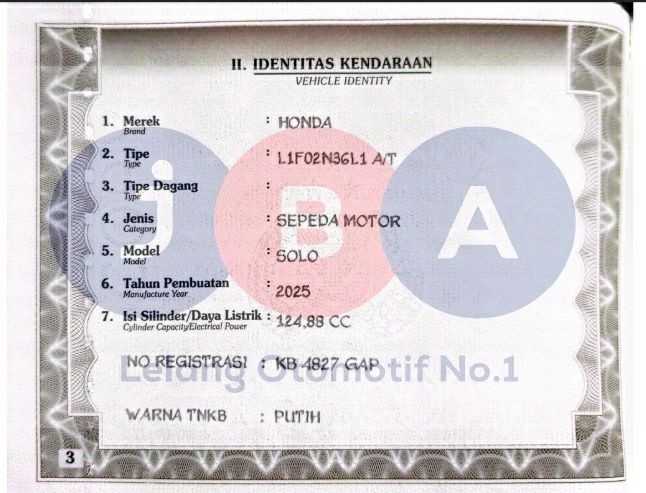 II. IDENTITAS KENDARAAN
VEHICLE IDENTITY
1. Merek : HONDA
Brand
2. Tipe : L1F02N36L1 A/T
Type
3. Tipe Dagang :
Type
4. Jenis : SEPEDA MOTOR
Category
5. Model : SOLO
Model
6. Tahun Pembuatan : 2025
Manufacture Year
7. Isi Silinder/Daya Listrik : 124,88 CC
Cylinder Capacity/Electrical Power
NO REGISTRASI : KB 4827 GAP
WARNA TNKB : PUTIH
3
JBA
Lelang Otomotif No.1